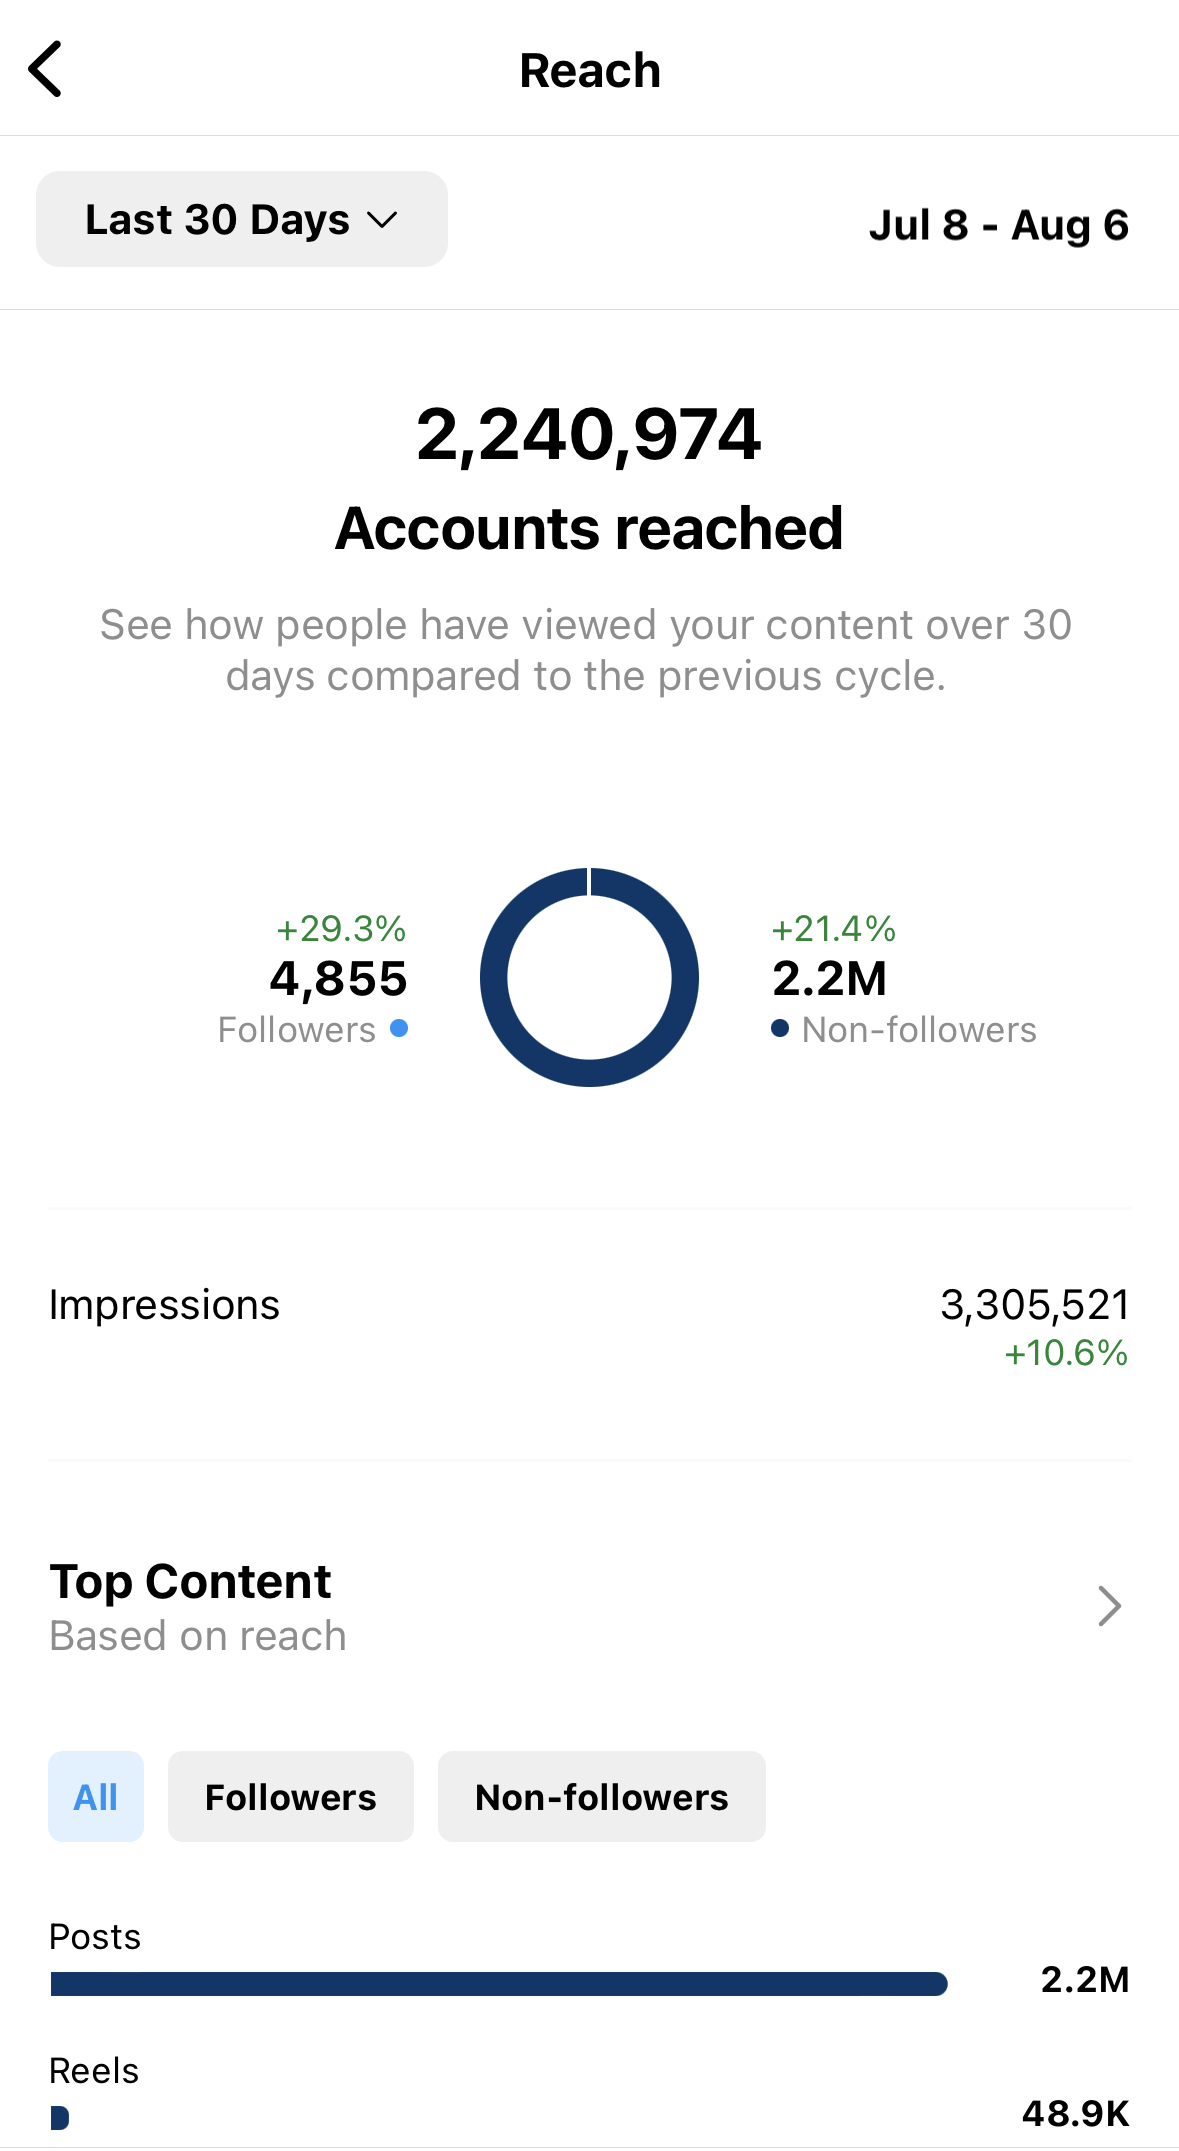 Reach
Last 30 Days
Jul 8 - Aug 6
2,240,974
Accounts reached
See how people have viewed your content over 30
days compared to the previous cycle.
+29.3%
4,855
Followers
+21.4%
2.2M
Non-followers
Impressions
3,305,521
+10.6%
Top Content
Based on reach
All
Followers
Non-followers
Posts
2.2M
Reels
48.9K